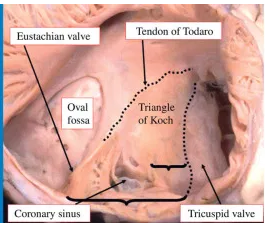 Eustachian valve
Tendon of Todaro
Oval
fossa
Triangle
of Koch
Coronary sinus
Tricuspid valve